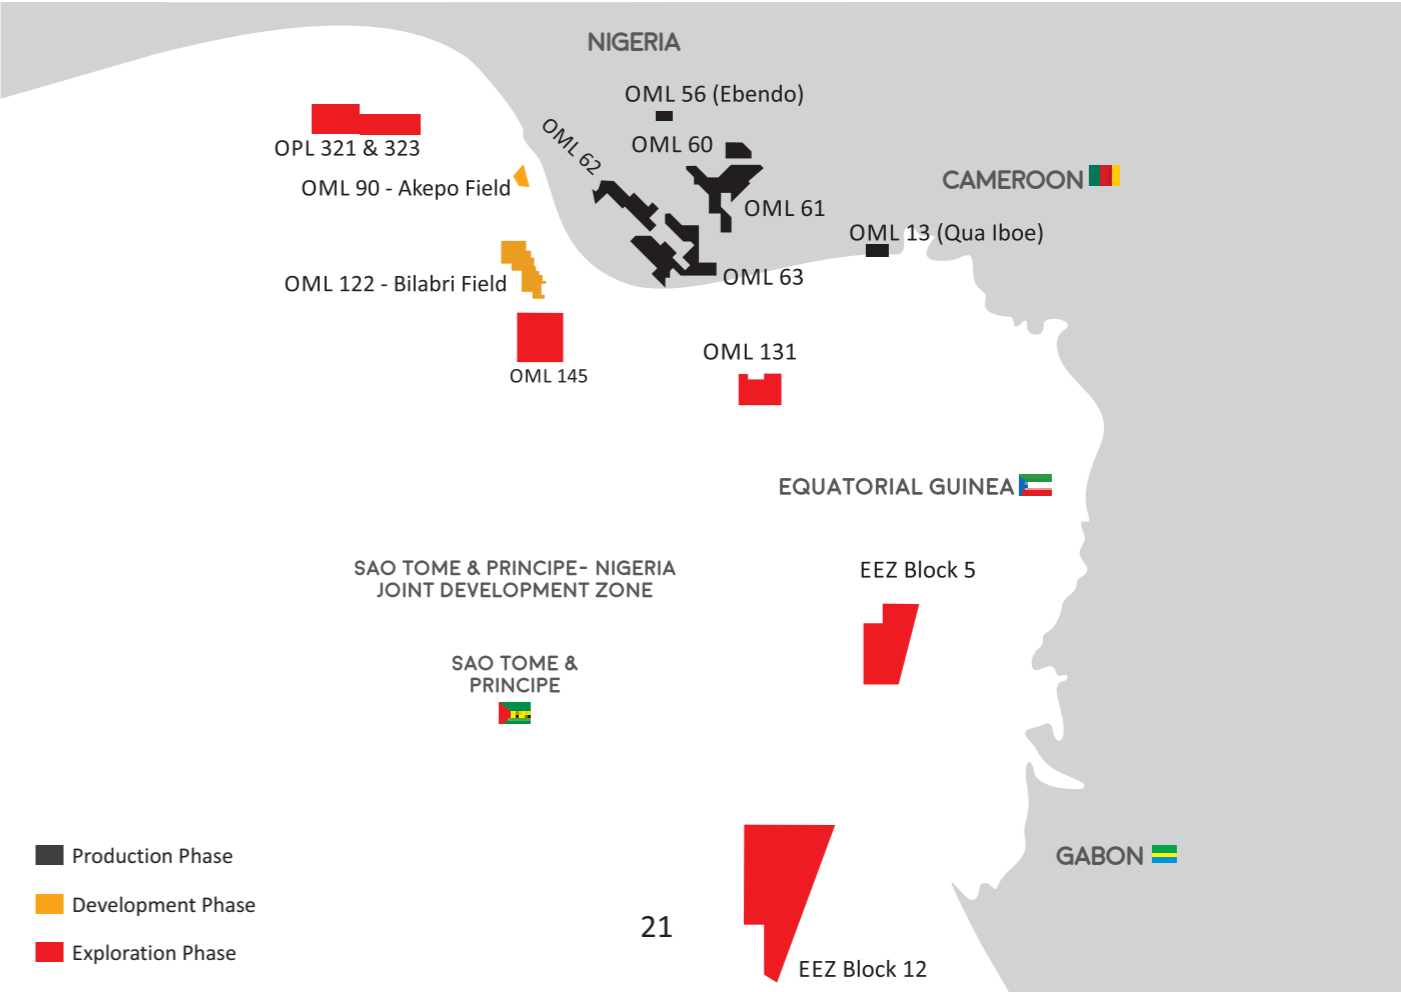 NIGERIA
OML 56 (Ebendo)
OPL 321 & 323
OML 62
OML 60
OML 90 - Akepo Field
CAMEROON
OML 61
OML 13 (Qua Iboe)
OML 122 - Bilabri Field
OML 63
OML 145
OML 131
EQUATORIAL GUINEA
SAO TOME & PRINCIPE- NIGERIA
JOINT DEVELOPMENT ZONE
EEZ Block 5
SAO TOME &
PRINCIPE
Production Phase
GABON
Development Phase
21
Exploration Phase
EEZ Block 12